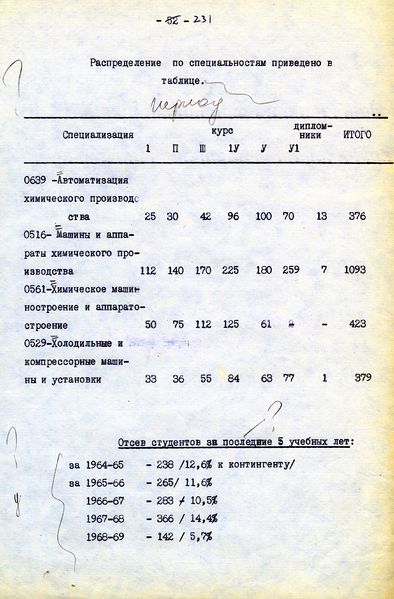 - 52 - 231
Распределение по специальностям приведено в
таблице.
период
Специализация курс диплом-
ники ИТОГО
1 П Ш 1У У У1
0639 -Автоматизация
химического производс
ства 25 30 42 96 100 70 13 376
0516- Машины и аппа-
раты химического про-
изводства 112 140 170 225 180 259 7 1093
0561-Химическое машин
ностроение и аппарато-
строение 50 75 112 125 61 - - 423
0529-Холодильные и
компрессорные маши-
ны и установки 33 36 55 84 63 77 1 379
?
Отсев студентов за последние 5 учебных лет:
за 1964-65 - 238 /12,6% к контингенту/
за 1965-66 - 265/ 11,6%
1966-67 - 283 / 10,5%
1967-68 - 366 / 14,4%
1968-69 - 142 / 5,7%